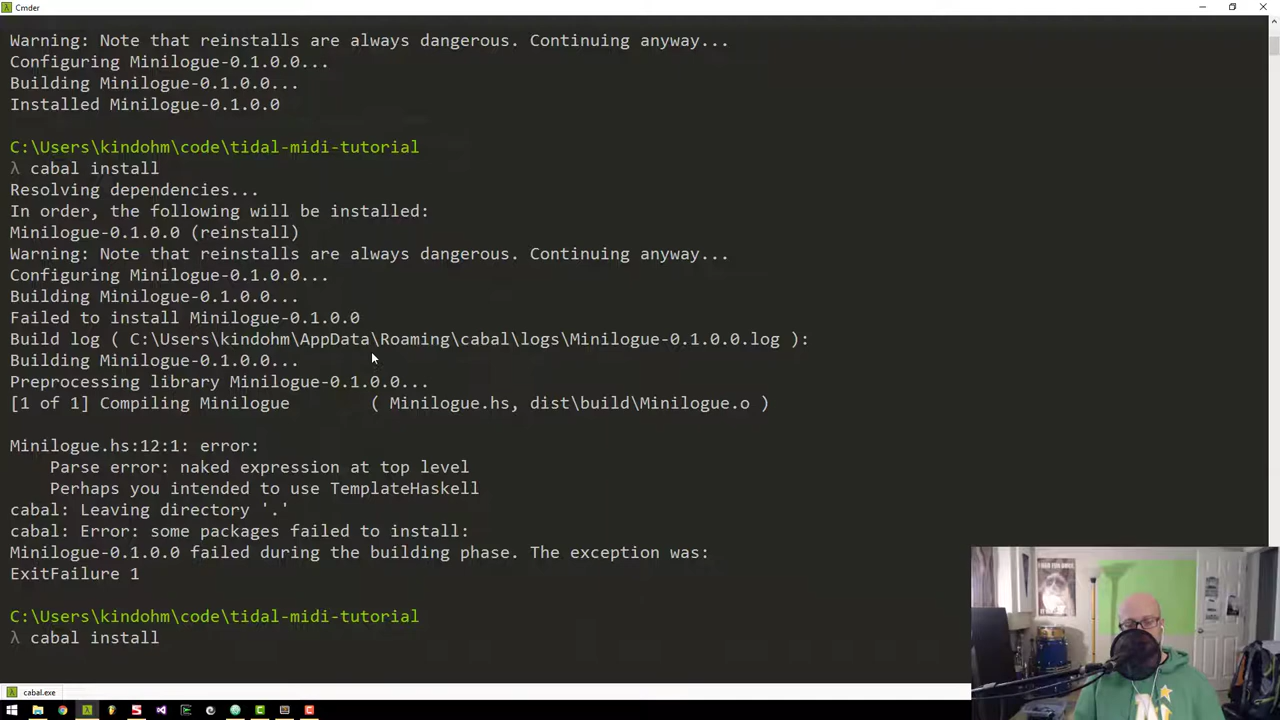 Cmder
Warning: Note that reinstalls are always dangerous. Continuing anyway...
Configuring Minilogue-0.1.0.0...
Building Minilogue-0.1.0.0...
Installed Minilogue-0.1.0.0
C:\Users\kindohm\code\tidal-midi-tutorial
λ cabal install
Resolving dependencies...
In order, the following will be installed:
Minilogue-0.1.0.0 (reinstall)
Warning: Note that reinstalls are always dangerous. Continuing anyway...
Configuring Minilogue-0.1.0.0...
Building Minilogue-0.1.0.0...
Failed to install Minilogue-0.1.0.0
Build log ( C:\Users\kindohm\AppData\Roaming\cabal\logs\Minilogue-0.1.0.0.log ):
Building Minilogue-0.1.0.0...
Preprocessing library Minilogue-0.1.0.0...
[1 of 1] Compiling Minilogue        ( Minilogue.hs, dist\build\Minilogue.o )
Minilogue.hs:12:1: error:
    Parse error: naked expression at top level
    Perhaps you intended to use TemplateHaskell
cabal: Leaving directory '.'
cabal: Error: some packages failed to install:
Minilogue-0.1.0.0 failed during the building phase. The exception was:
ExitFailure 1
C:\Users\kindohm\code\tidal-midi-tutorial
λ cabal install
cabal.exe